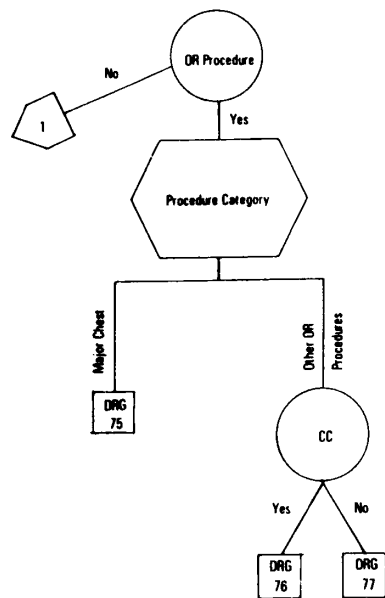 OR Procedure
No
1
Yes
Procedure Category
Major Chest
Other OR
Procedures
DRG
75
CC
Yes
No
DRG
76
DRG
77